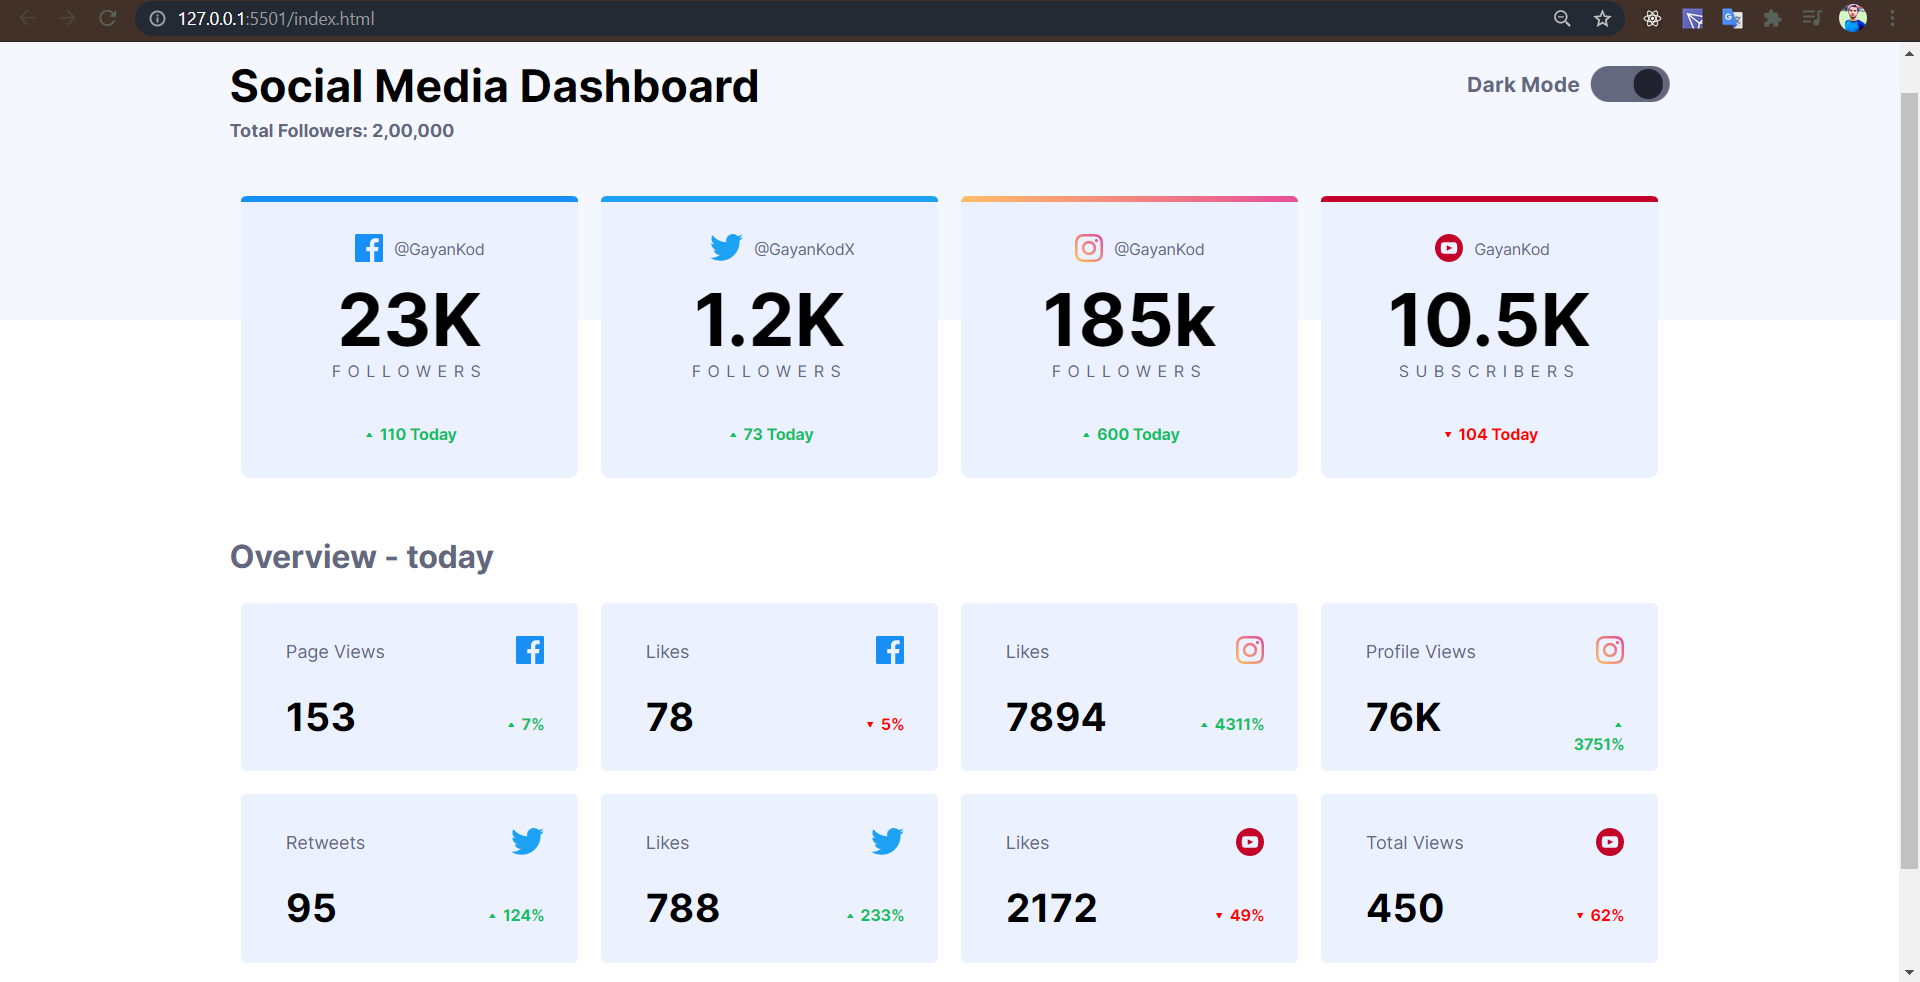 127.0.0.1:5501/index.html
Social Media Dashboard
Dark Mode
Total Followers: 2,00,000
@GayanKod
23K
FOLLOWERS
110 Today
@GayanKodX
1.2K
FOLLOWERS
73 Today
@GayanKod
185k
FOLLOWERS
600 Today
GayanKod
10.5K
SUBSCRIBERS
104 Today
Overview - today
Page Views
153
7%
Likes
78
5%
Likes
7894
4311%
Profile Views
76K
3751%
Retweets
95
124%
Likes
788
233%
Likes
2172
49%
Total Views
450
62%